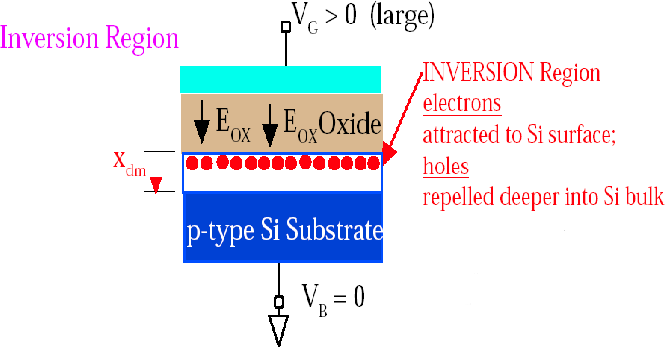 V_G > 0 (large)
Inversion Region
INVERSION Region
electrons
attracted to Si surface;
holes
repelled deeper into Si bulk
E_OX E_OX Oxide
x_dm
p-type Si Substrate
V_B = 0